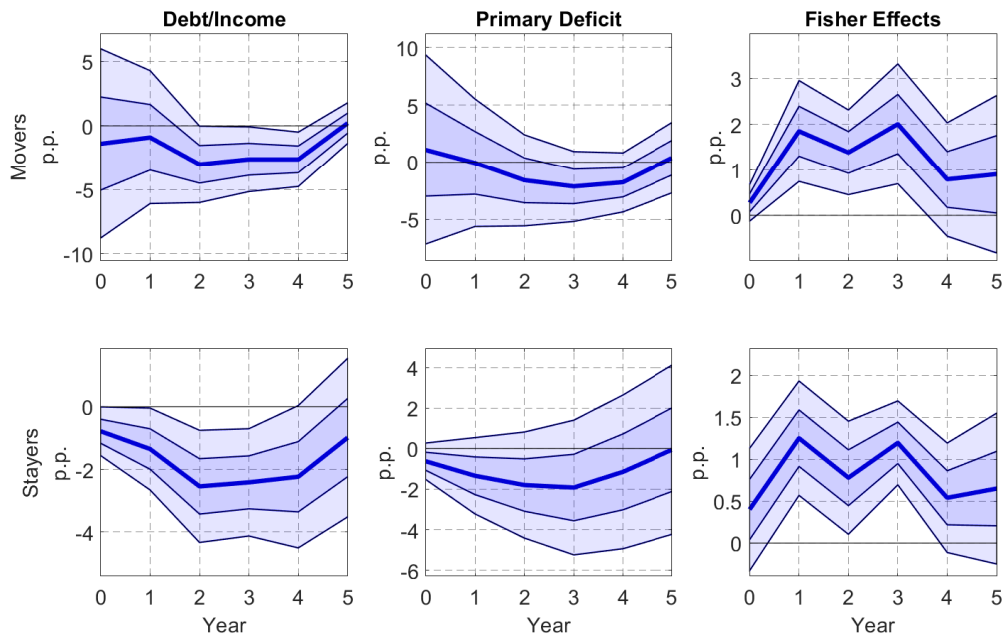 Debt/Income
Primary Deficit
Fisher Effects
Movers
p.p.
5
0
-5
-10
0 1 2 3 4 5
p.p.
10
5
0
-5
0 1 2 3 4 5
p.p.
3
2
1
0
0 1 2 3 4 5
Stayers
p.p.
0
-2
-4
0 1 2 3 4 5
Year
p.p.
4
2
0
-2
-4
-6
0 1 2 3 4 5
Year
p.p.
2
1.5
1
0.5
0
0 1 2 3 4 5
Year